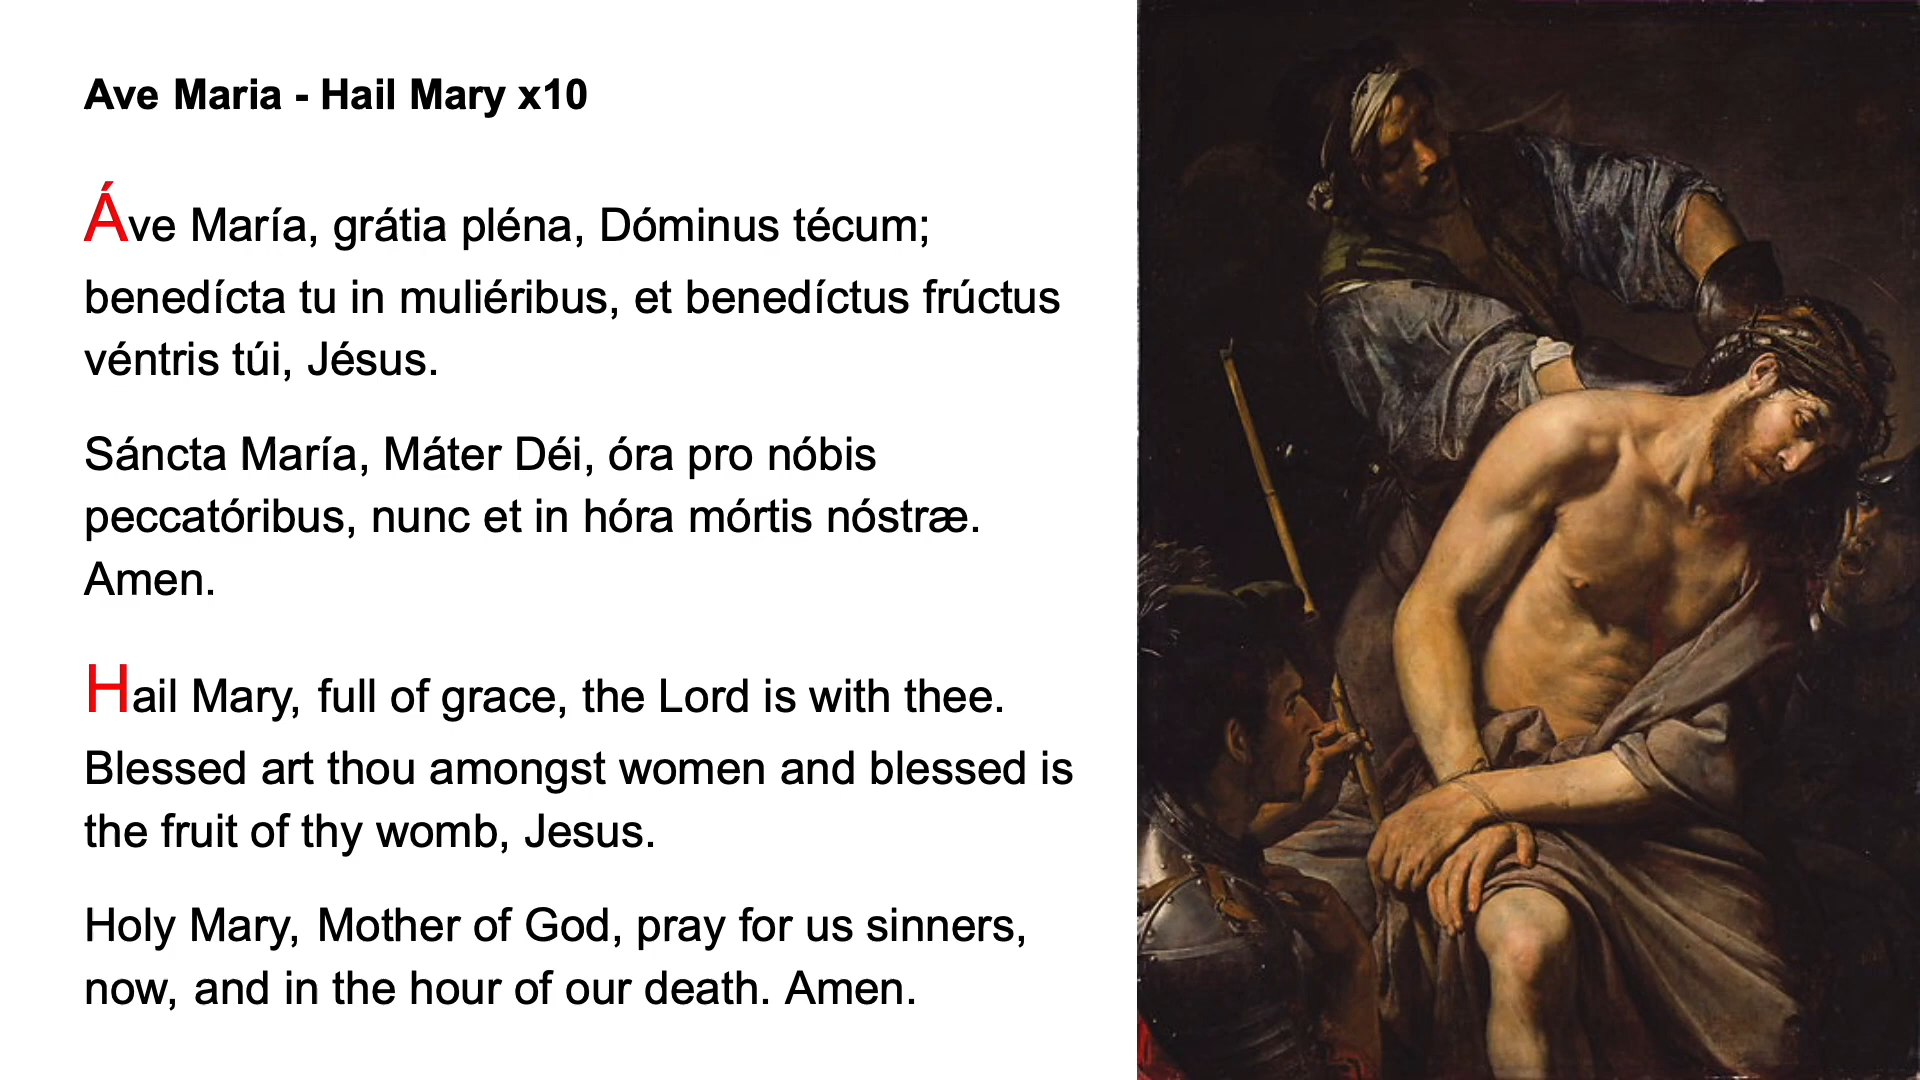 Ave Maria - Hail Mary x10
Áve María, grátia pléna, Dóminus técum;
benedícta tu in muliéribus, et benedíctus frúctus
véntris túi, Jésus.
Sáncta María, Máter Déi, óra pro nóbis
peccatóribus, nunc et in hóra mórtis nóstræ.
Amen.
Hail Mary, full of grace, the Lord is with thee.
Blessed art thou amongst women and blessed is
the fruit of thy womb, Jesus.
Holy Mary, Mother of God, pray for us sinners,
now, and in the hour of our death. Amen.